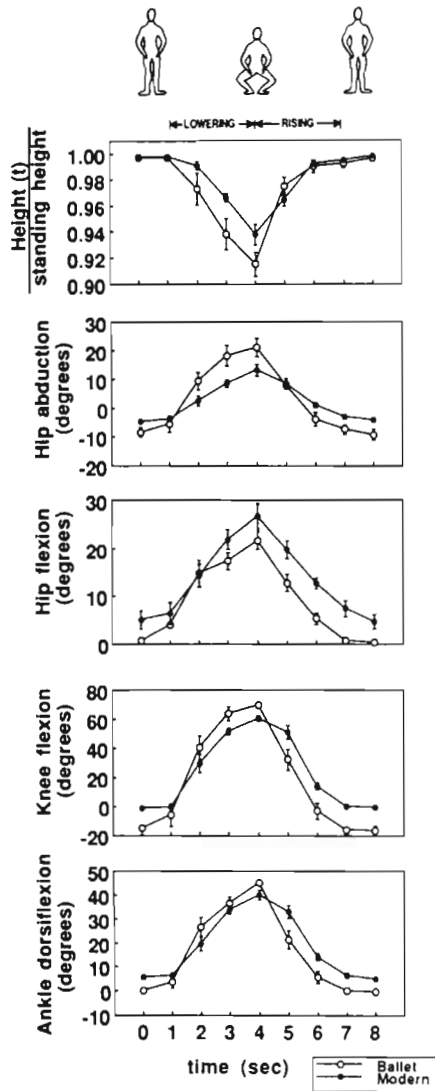 LOWERING RISING
Height (t)
standing height
1.00
0.98
0.96
0.94
0.92
0.90
Hip abduction
(degrees)
30
20
10
0
-10
-20
Hip flexion
(degrees)
30
20
10
0
Knee flexion
(degrees)
80
60
40
20
0
-20
Ankle dorsiflexion
(degrees)
50
40
30
20
10
0
-10
0 1 2 3 4 5 6 7 8
time (sec)
Ballet
Modern